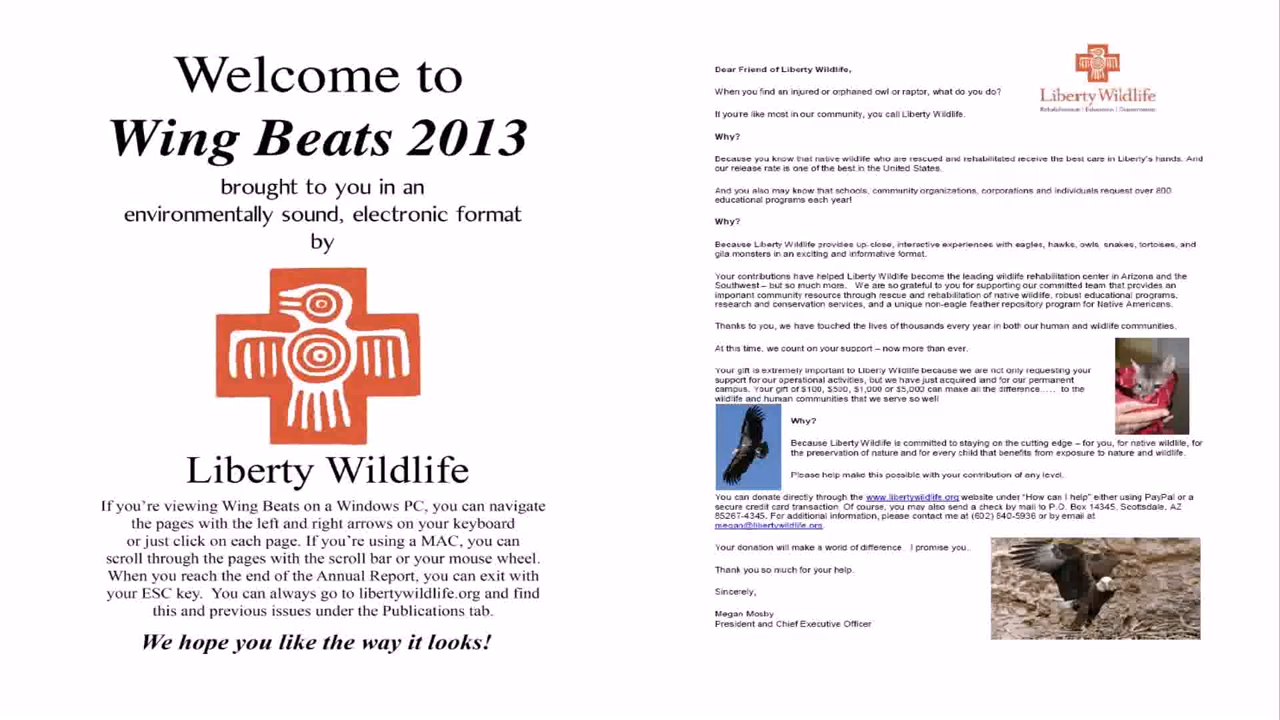 Welcome to
Wing Beats 2013
brought to you in an
environmentally sound, electronic format
by
Liberty Wildlife
If you're viewing Wing Beats on a Windows PC, you can navigate
the pages with the left and right arrows on your keyboard
or just click on each page. If you're using a MAC, you can
scroll through the pages with the scroll bar or your mouse wheel.
When you reach the end of the Annual Report, you can exit with
your ESC key. You can always go to libertywildlife.org and find
this and previous issues under the Publications tab.
We hope you like the way it looks!
Liberty Wildlife
Rehabilitation | Education | Conservation
Dear Friend of Liberty Wildlife,
When you find an injured or orphaned owl or raptor, what do you do?
If you're like most in our community, you call Liberty Wildlife.
Why?
Because you know that native wildlife who are rescued and rehabilitated receive the best care in Liberty's hands. And
our release rate is one of the best in the United States.
And you also may know that schools, community organizations, corporations and individuals request over 800
educational programs each year!
Why?
Because Liberty Wildlife provides up-close, interactive experiences with eagles, hawks, owls, snakes, tortoises, and
gila monsters in an exciting and informative format.
Your contributions have helped Liberty Wildlife become the leading wildlife rehabilitation center in Arizona and the
Southwest – but so much more. We are so grateful to you for supporting our committed team that provides an
important community resource through rescue and rehabilitation of native wildlife, robust educational programs,
research and conservation services, and a unique non-eagle feather repository program for Native Americans.
Thanks to you, we have touched the lives of thousands every year in both our human and wildlife communities.
At this time, we count on your support – now more than ever.
Your gift is extremely important to Liberty Wildlife because we are not only requesting your
support for our operational activities, but we have just acquired land for our permanent
campus. Your gift of $100, $500, $1,000 or $5,000 can make all the difference..... to the
wildlife and human communities that we serve so well!
Why?
Because Liberty Wildlife is committed to staying on the cutting edge – for you, for native wildlife, for
the preservation of nature and for every child that benefits from exposure to nature and wildlife.
Please help make this possible with your contribution of any level.
You can donate directly through the www.libertywildlife.org website under "How can I help" either using PayPal or a
secure credit card transaction. Of course, you may also send a check by mail to P.O. Box 14345, Scottsdale, AZ
85267-4345. For additional information, please contact me at (602) 540-5936 or by email at
megan@libertywildlife.org.
Your donation will make a world of difference I promise you.
Thank you so much for your help.
Sincerely,
Megan Mosby
President and Chief Executive Officer